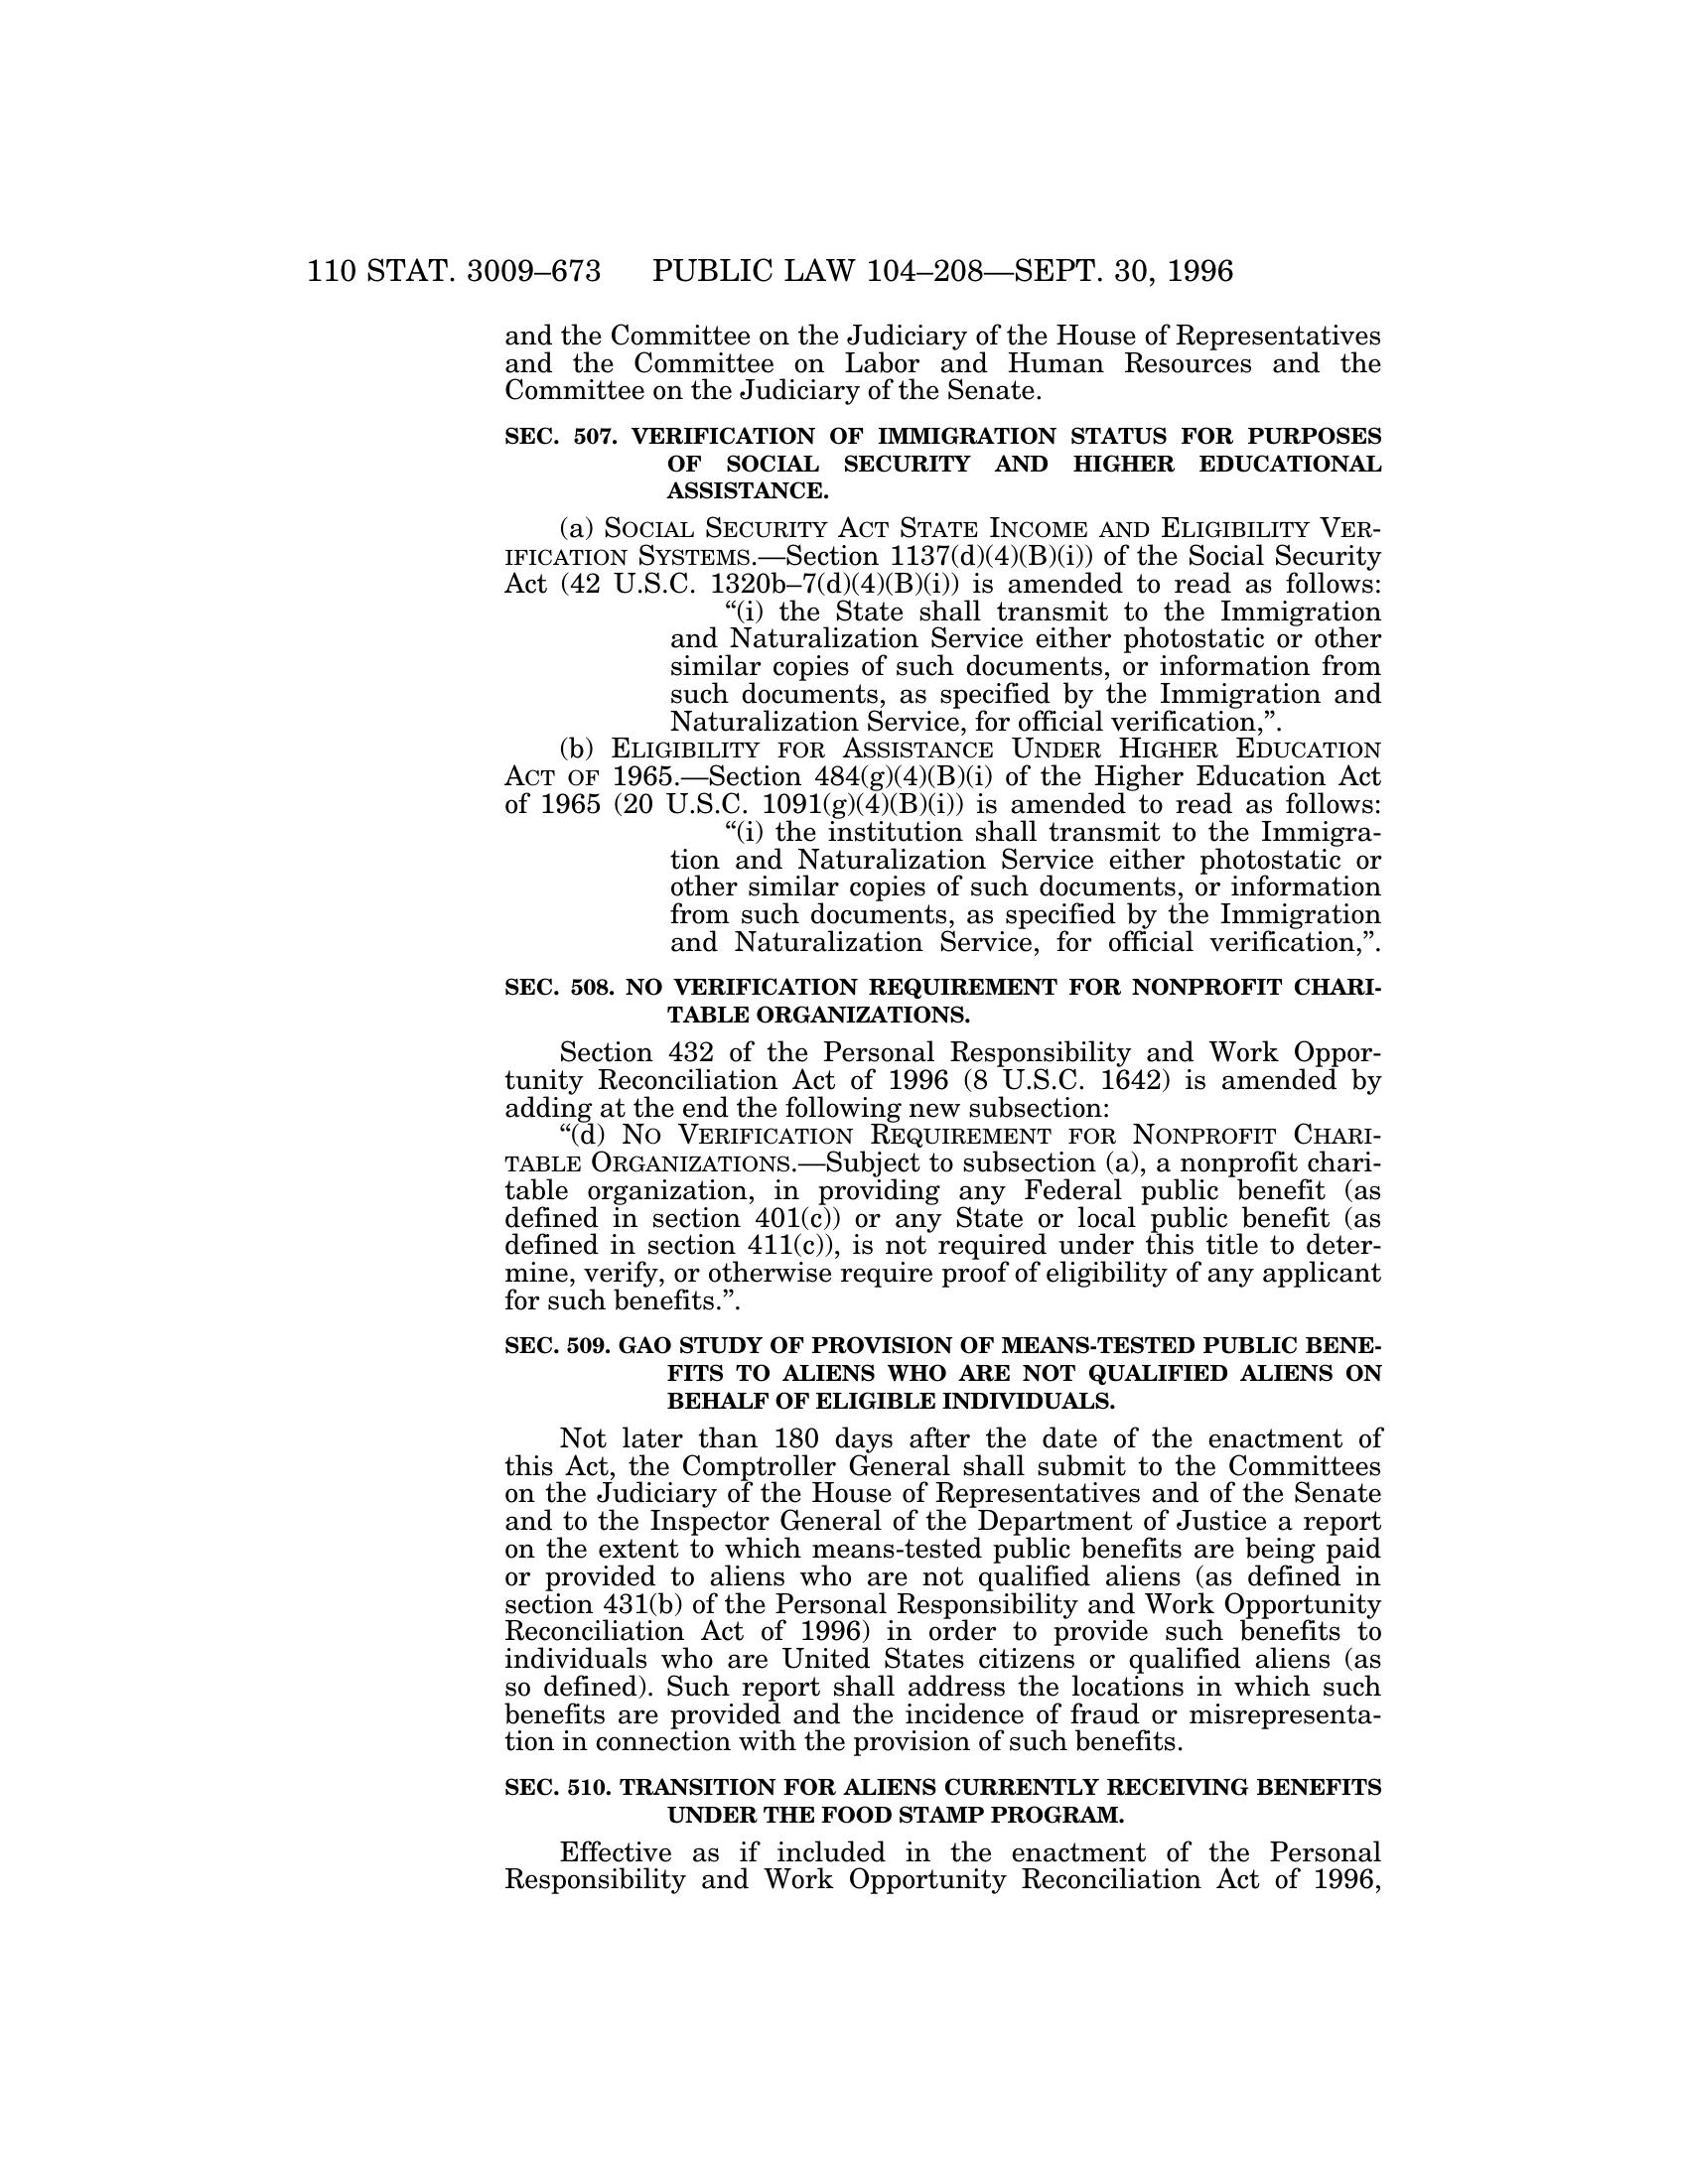 110 STAT. 3009–673 PUBLIC LAW 104–208—SEPT. 30, 1996
and the Committee on the Judiciary of the House of Representatives
and the Committee on Labor and Human Resources and the
Committee on the Judiciary of the Senate.
SEC. 507. VERIFICATION OF IMMIGRATION STATUS FOR PURPOSES
OF SOCIAL SECURITY AND HIGHER EDUCATIONAL
ASSISTANCE.
(a) SOCIAL SECURITY ACT STATE INCOME AND ELIGIBILITY VER-
IFICATION SYSTEMS.—Section 1137(d)(4)(B)(i)) of the Social Security
Act (42 U.S.C. 1320b–7(d)(4)(B)(i)) is amended to read as follows:
“(i) the State shall transmit to the Immigration
and Naturalization Service either photostatic or other
similar copies of such documents, or information from
such documents, as specified by the Immigration and
Naturalization Service, for official verification,”.
(b) ELIGIBILITY FOR ASSISTANCE UNDER HIGHER EDUCATION
ACT OF 1965.—Section 484(g)(4)(B)(i) of the Higher Education Act
of 1965 (20 U.S.C. 1091(g)(4)(B)(i)) is amended to read as follows:
“(i) the institution shall transmit to the Immigra-
tion and Naturalization Service either photostatic or
other similar copies of such documents, or information
from such documents, as specified by the Immigration
and Naturalization Service, for official verification,”.
SEC. 508. NO VERIFICATION REQUIREMENT FOR NONPROFIT CHARI-
TABLE ORGANIZATIONS.
Section 432 of the Personal Responsibility and Work Oppor-
tunity Reconciliation Act of 1996 (8 U.S.C. 1642) is amended by
adding at the end the following new subsection:
“(d) NO VERIFICATION REQUIREMENT FOR NONPROFIT CHARI-
TABLE ORGANIZATIONS.—Subject to subsection (a), a nonprofit chari-
table organization, in providing any Federal public benefit (as
defined in section 401(c)) or any State or local public benefit (as
defined in section 411(c)), is not required under this title to deter-
mine, verify, or otherwise require proof of eligibility of any applicant
for such benefits.”.
SEC. 509. GAO STUDY OF PROVISION OF MEANS-TESTED PUBLIC BENE-
FITS TO ALIENS WHO ARE NOT QUALIFIED ALIENS ON
BEHALF OF ELIGIBLE INDIVIDUALS.
Not later than 180 days after the date of the enactment of
this Act, the Comptroller General shall submit to the Committees
on the Judiciary of the House of Representatives and of the Senate
and to the Inspector General of the Department of Justice a report
on the extent to which means-tested public benefits are being paid
or provided to aliens who are not qualified aliens (as defined in
section 431(b) of the Personal Responsibility and Work Opportunity
Reconciliation Act of 1996) in order to provide such benefits to
individuals who are United States citizens or qualified aliens (as
so defined). Such report shall address the locations in which such
benefits are provided and the incidence of fraud or misrepresenta-
tion in connection with the provision of such benefits.
SEC. 510. TRANSITION FOR ALIENS CURRENTLY RECEIVING BENEFITS
UNDER THE FOOD STAMP PROGRAM.
Effective as if included in the enactment of the Personal
Responsibility and Work Opportunity Reconciliation Act of 1996,